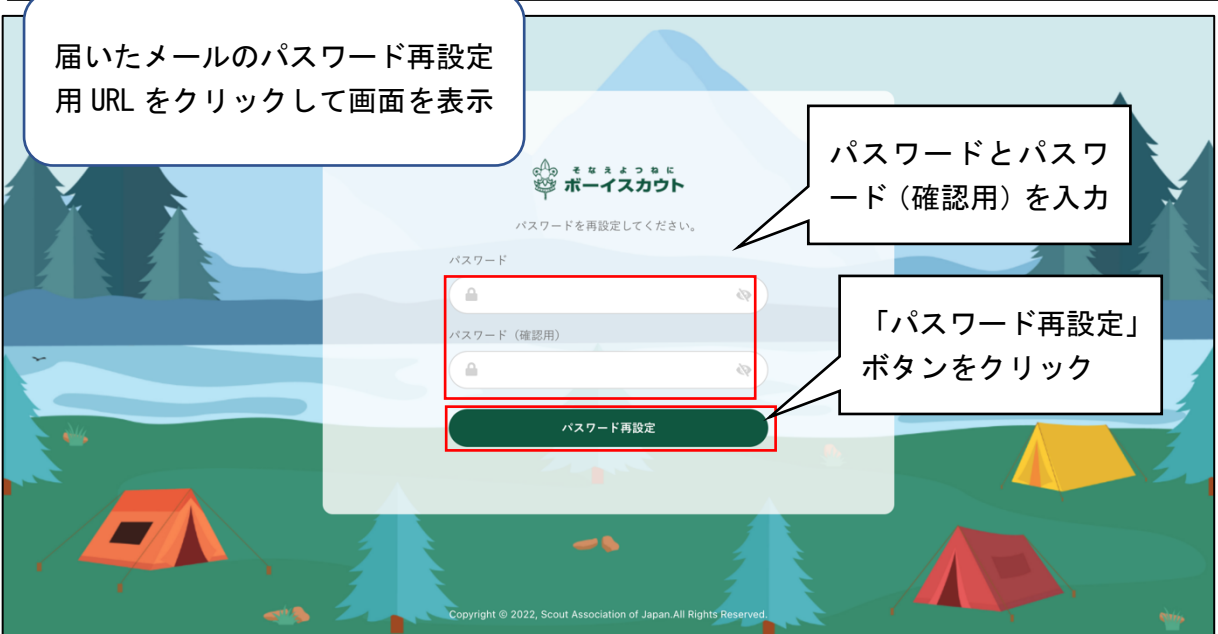 届いたメールのパスワード再設定
用 URL をクリックして画面を表示
そなえよつねに
ボーイスカウト
パスワードを再設定してください。
パスワードとパスワ
ード（確認用）を入力
パスワード
パスワード（確認用）
「パスワード再設定」
ボタンをクリック
パスワード再設定
Copyright © 2022, Scout Association of Japan.All Rights Reserved.